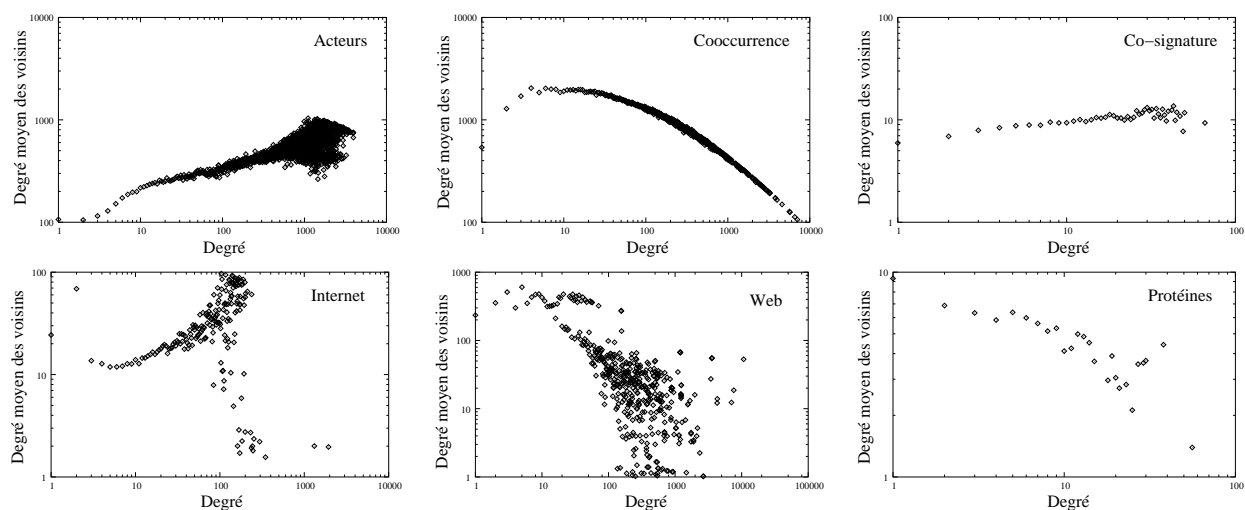 10000
1000
100
Degré moyen des voisins
Acteurs
1 10 100 1000 10000
Degré
10000
1000
100
Degré moyen des voisins
Cooccurrence
1 10 100 1000 10000
Degré
100
10
1
Degré moyen des voisins
Co−signature
1 10 100
Degré
100
10
1
Degré moyen des voisins
Internet
1 10 100 1000 10000
Degré
1000
100
10
1
Degré moyen des voisins
Web
1 10 100 1000 10000 100000
Degré
10
1
Degré moyen des voisins
Protéines
1 10 100
Degré